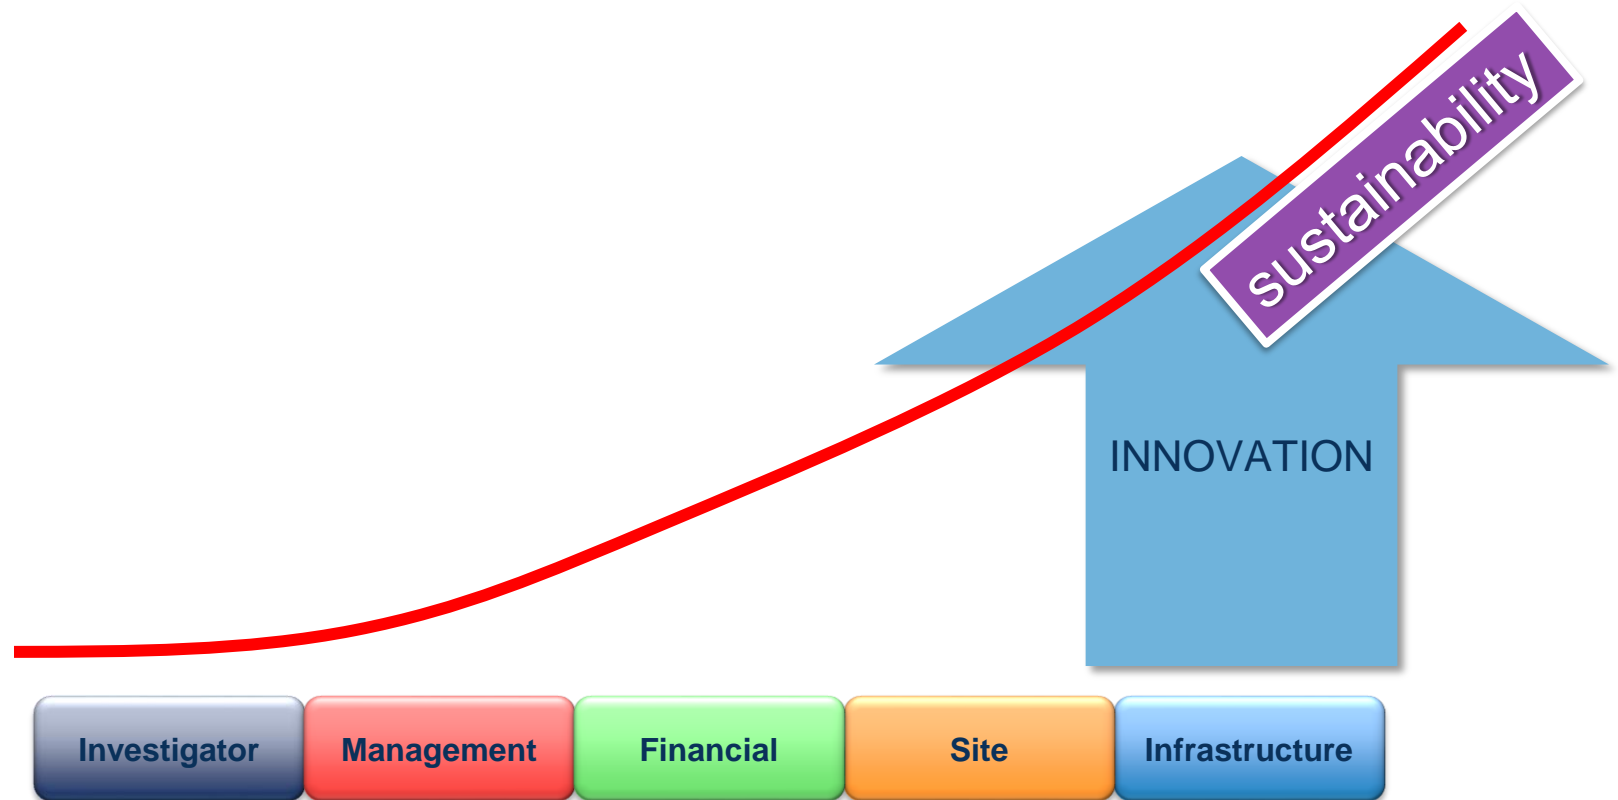 sustainability
INNOVATION
Investigator
Management
Financial
Site
Infrastructure